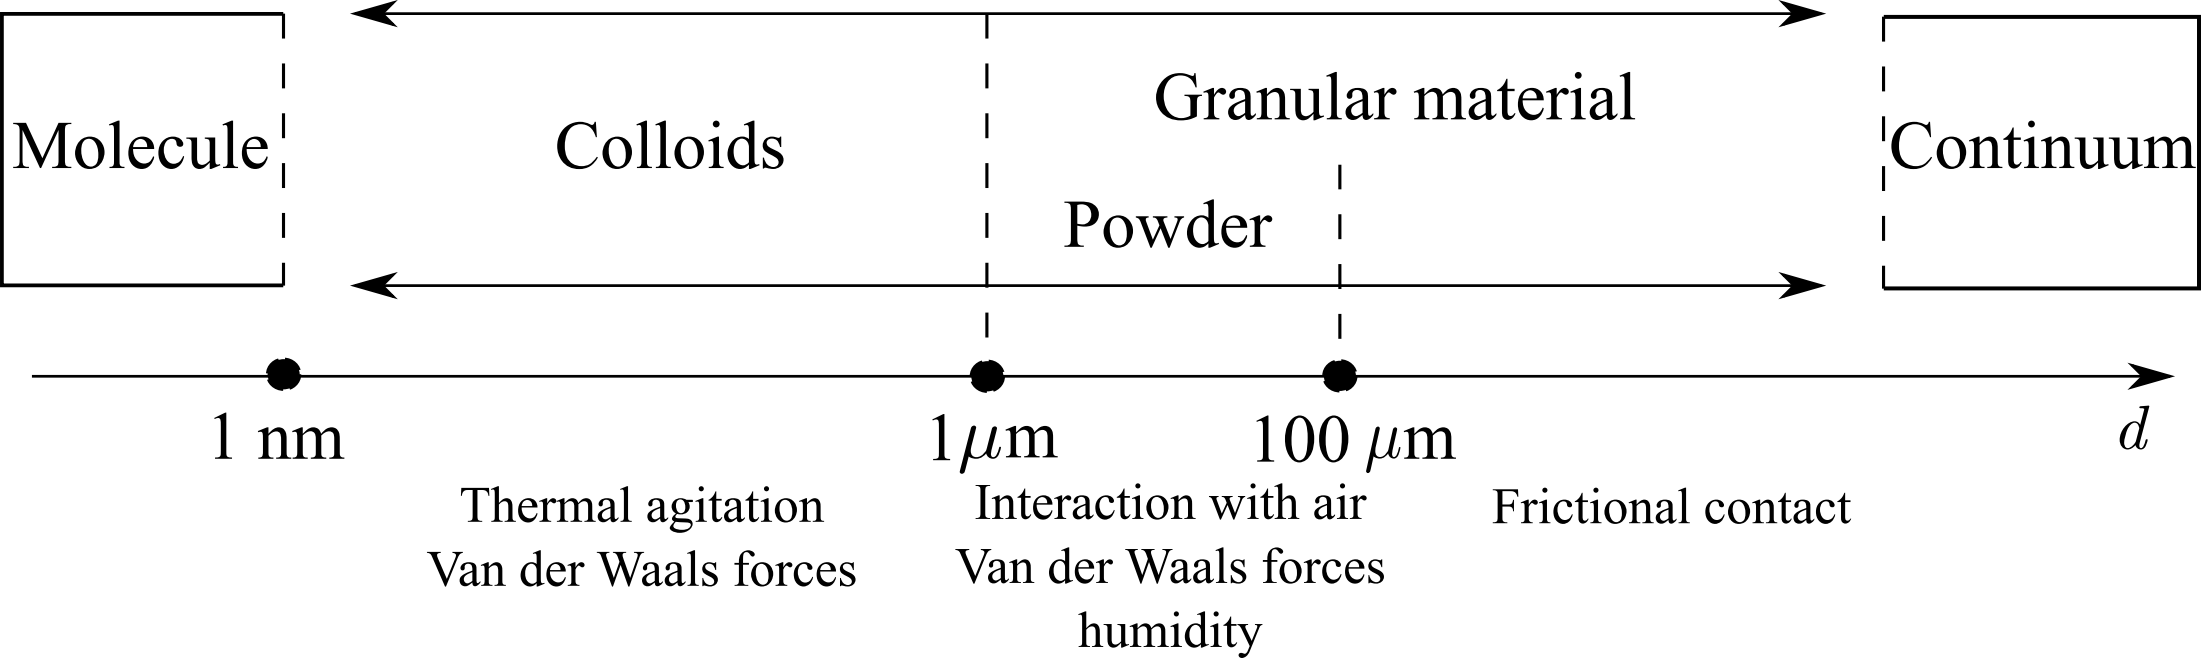 Granular material
Molecule
Colloids
Continuum
Powder
1 nm
1μm
100 μm
d
Thermal agitation
Van der Waals forces
Interaction with air
Van der Waals forces
humidity
Frictional contact